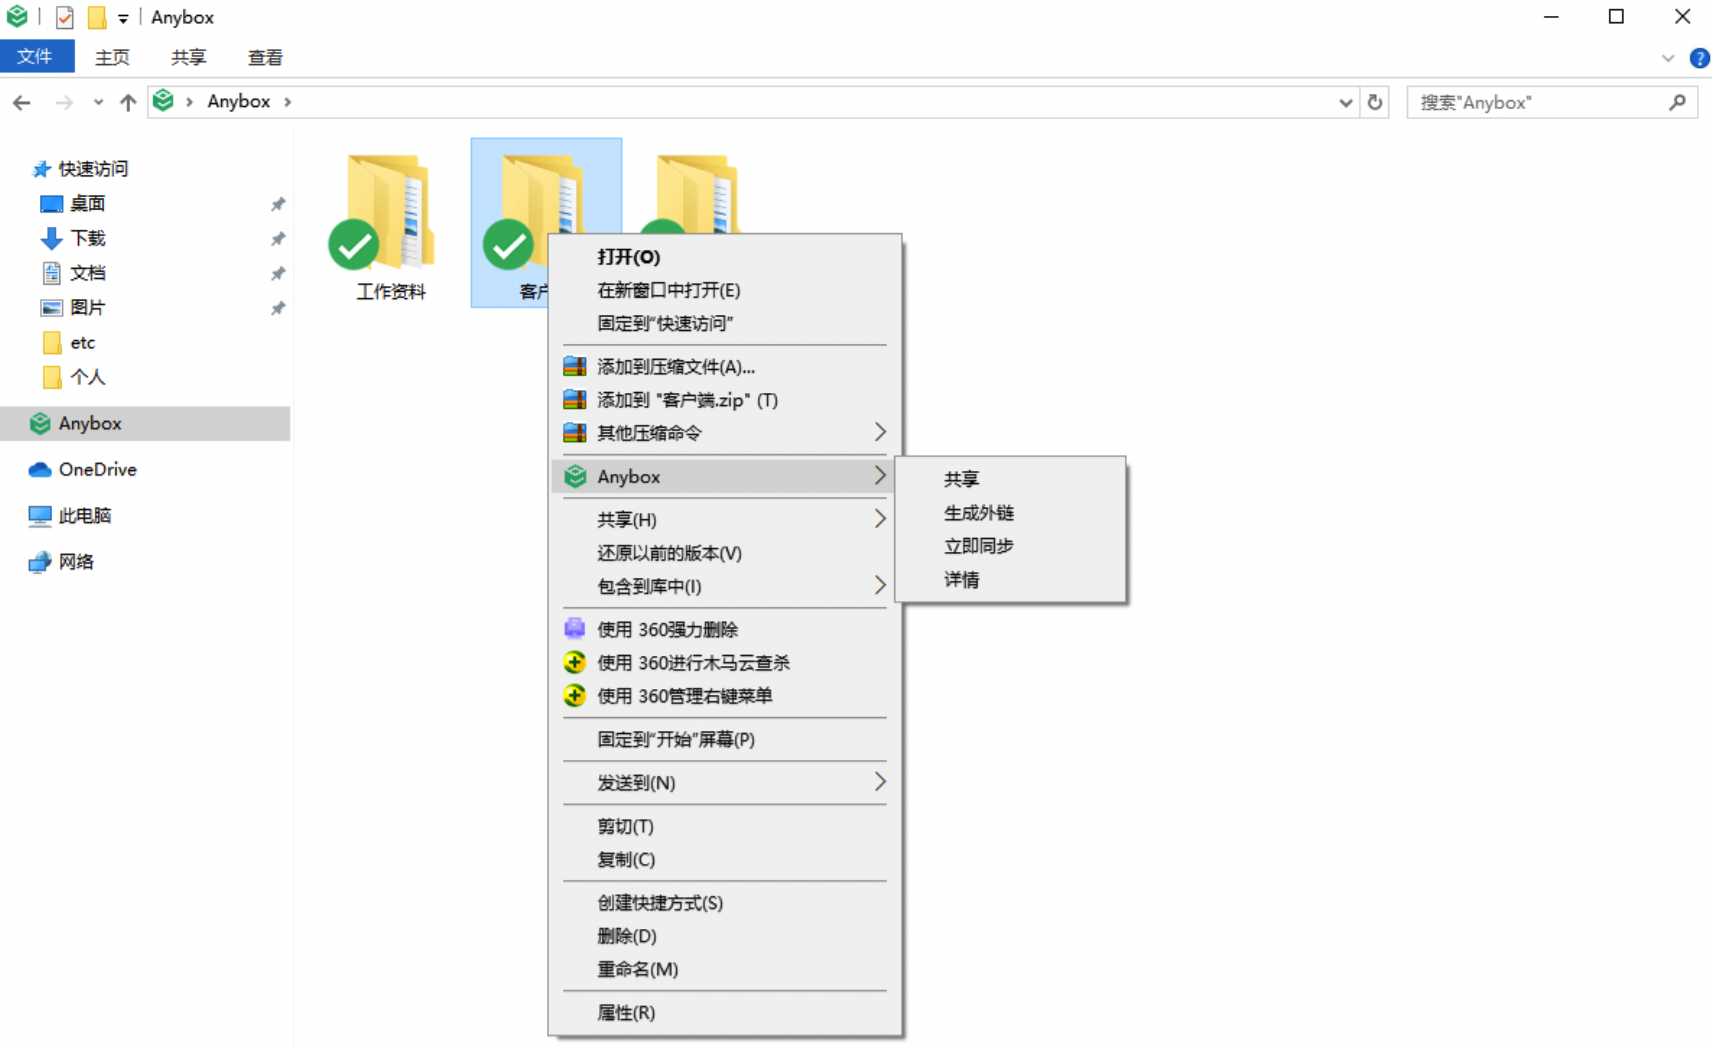 Anybox
文件 主页 共享 查看
Anybox
搜索"Anybox"
快速访问
桌面
下载
文档
图片
etc
个人
Anybox
OneDrive
此电脑
网络
工作资料
客户
打开(O)
在新窗口中打开(E)
固定到"快速访问"
添加到压缩文件(A)...
添加到 "客户端.zip" (T)
其他压缩命令
Anybox
共享(H)
还原以前的版本(V)
包含到库中(I)
使用 360强力删除
使用 360进行木马云查杀
使用 360管理右键菜单
固定到"开始"屏幕(P)
发送到(N)
剪切(T)
复制(C)
创建快捷方式(S)
删除(D)
重命名(M)
属性(R)
共享
生成外链
立即同步
详情